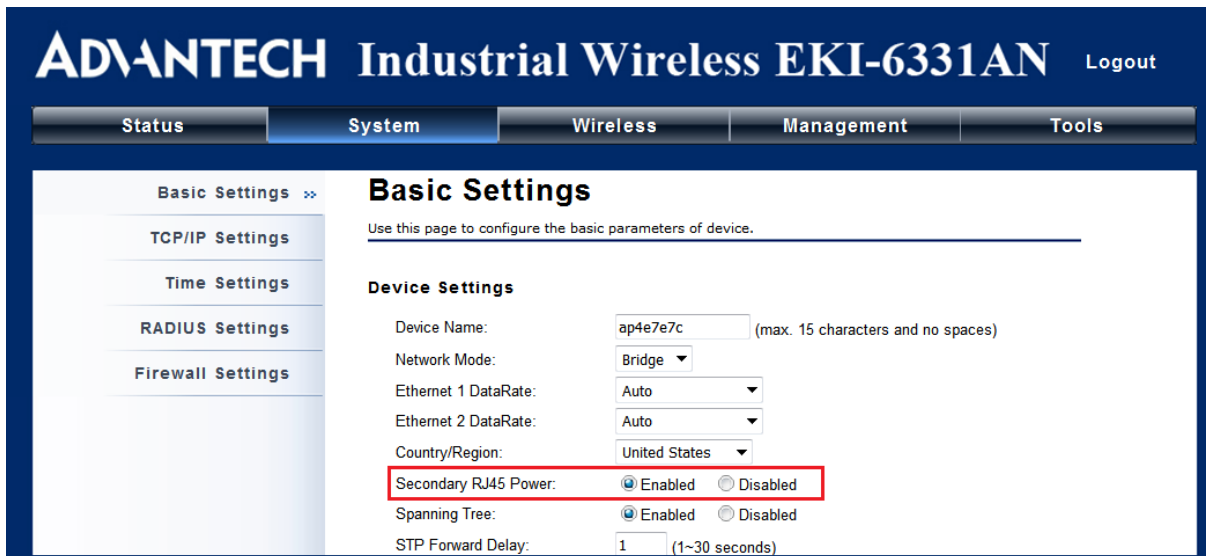 ADVANTECH Industrial Wireless EKI-6331AN Logout
Status System Wireless Management Tools
Basic Settings »
TCP/IP Settings
Time Settings
RADIUS Settings
Firewall Settings
Basic Settings
Use this page to configure the basic parameters of device.
Device Settings
Device Name: ap4e7e7c (max. 15 characters and no spaces)
Network Mode: Bridge
Ethernet 1 DataRate: Auto
Ethernet 2 DataRate: Auto
Country/Region: United States
Secondary RJ45 Power: Enabled Disabled
Spanning Tree: Enabled Disabled
STP Forward Delay: 1 (1~30 seconds)